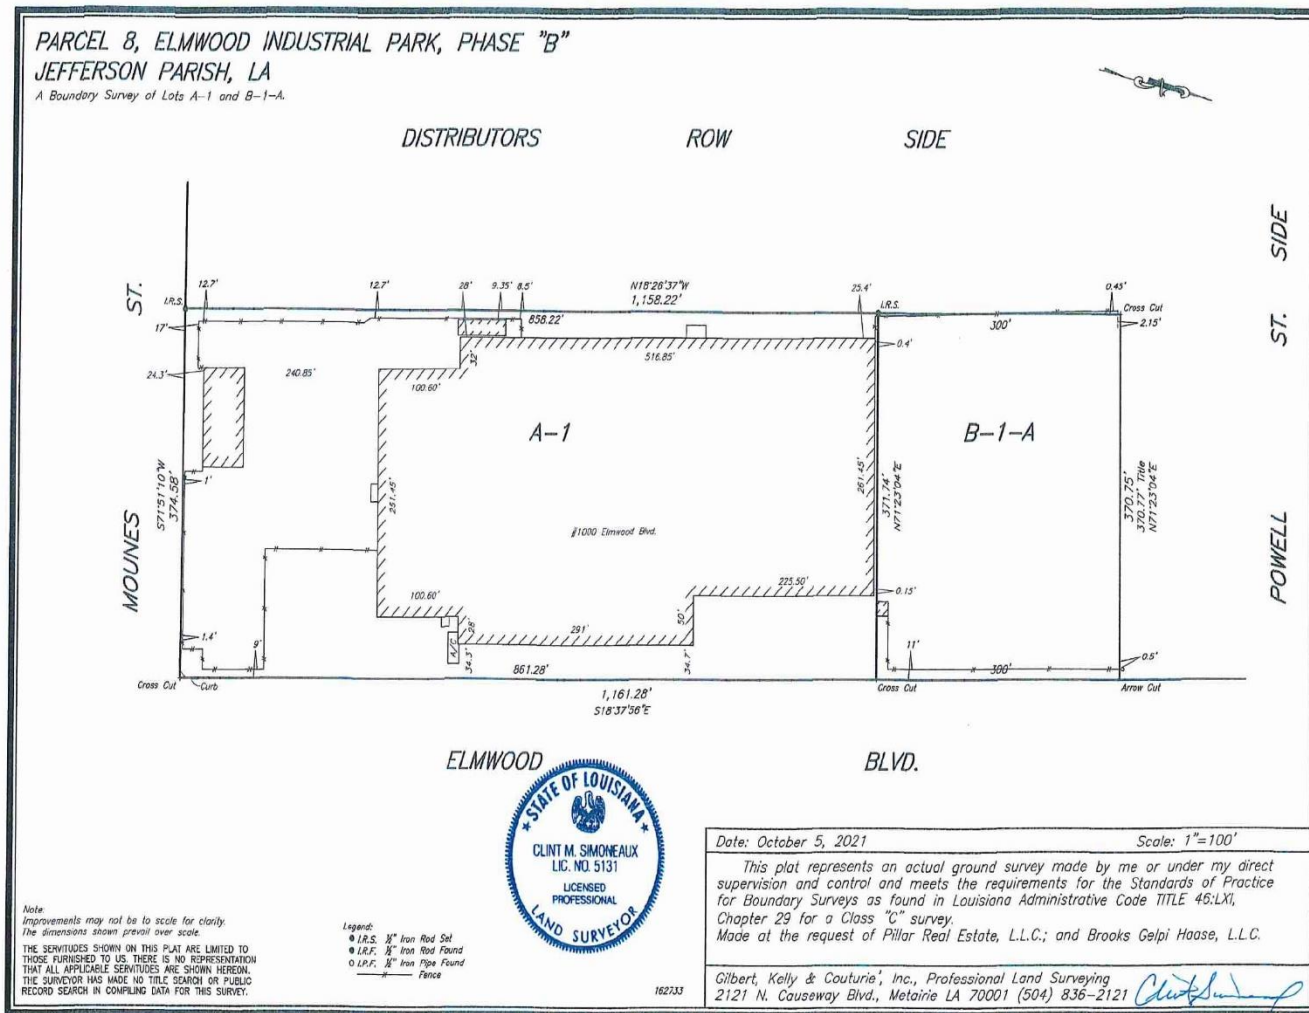 PARCEL 8, ELMWOOD INDUSTRIAL PARK, PHASE "B"
JEFFERSON PARISH, LA
A Boundary Survey of Lots A-1 and B-1-A.
DISTRIBUTORS ROW SIDE
MOUNES ST.
POWELL ST. SIDE
I.R.S.
12.7'
12.7'
28'
9.35'
8.5'
N18°26'37"W
1,158.22'
25.4'
I.R.S.
0.45'
Cross Cut
17'
858.22'
300'
2.15'
0.4'
24.3'
240.85'
32'
516.85'
100.60'
A-1
B-1-A
S71°51'10"W
374.58'
1'
261.45'
371.74'
N71°23'04"E
370.75'
370.77' Title
N71°23'04"E
#1000 Elmwood Blvd.
225.50'
0.15'
100.60'
28'
291'
50'
1.4'
9'
A/C
34.3'
34.7'
11'
0.5'
861.28'
300'
Cross Cut
Curb
1,161.28'
S18°37'56"E
Cross Cut
Arrow Cut
ELMWOOD BLVD.
STATE OF LOUISIANA
CLINT M. SIMONEAUX
LIC. NO. 5131
LICENSED
PROFESSIONAL
LAND SURVEYOR
Date: October 5, 2021 Scale: 1"=100'
This plat represents an actual ground survey made by me or under my direct
supervision and control and meets the requirements for the Standards of Practice
for Boundary Surveys as found in Louisiana Administrative Code TITLE 46:LXI,
Chapter 29 for a Class "C" survey.
Made at the request of Pillar Real Estate, L.L.C.; and Brooks Gelpi Haase, L.L.C.
Gilbert, Kelly & Couturie', Inc., Professional Land Surveying
2121 N. Causeway Blvd., Metairie LA 70001 (504) 836-2121
Note:
Improvements may not be to scale for clarity.
The dimensions shown prevail over scale.
THE SERVITUDES SHOWN ON THIS PLAT ARE LIMITED TO
THOSE FURNISHED TO US. THERE IS NO REPRESENTATION
THAT ALL APPLICABLE SERVITUDES ARE SHOWN HEREON.
THE SURVEYOR HAS MADE NO TITLE SEARCH OR PUBLIC
RECORD SEARCH IN COMPILING DATA FOR THIS SURVEY.
Legend:
I.R.S. ½" Iron Rod Set
I.R.F. ½" Iron Rod Found
I.P.F. ½" Iron Pipe Found
Fence
162733